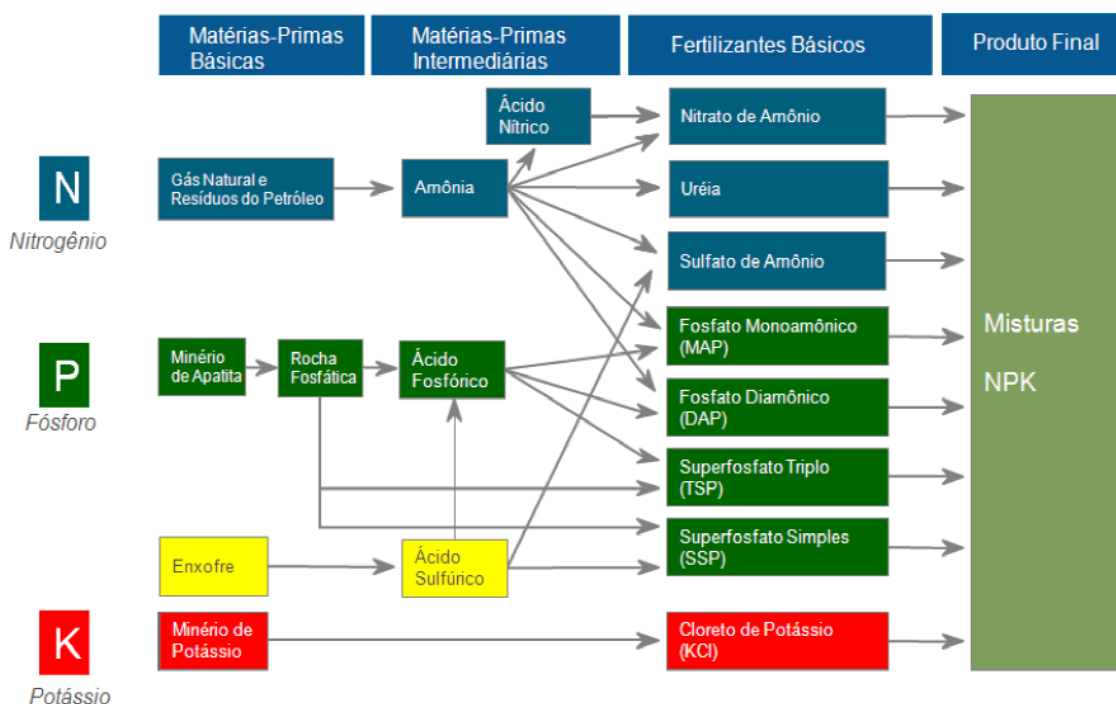 Matérias-Primas
Básicas
Matérias-Primas
Intermediárias
Fertilizantes Básicos
Produto Final
Ácido
Nítrico
Nitrato de Amônio
N
Nitrogênio
Gás Natural e
Resíduos do Petróleo
Amônia
Uréia
Sulfato de Amônio
P
Fósforo
Minério
de Apatita
Rocha
Fosfática
Ácido
Fosfórico
Fosfato Monoamônico
(MAP)
Fosfato Diamônico
(DAP)
Superfosfato Triplo
(TSP)
Enxofre
Ácido
Sulfúrico
Superfosfato Simples
(SSP)
K
Potássio
Minério de
Potássio
Cloreto de Potássio
(KCl)
Misturas
NPK